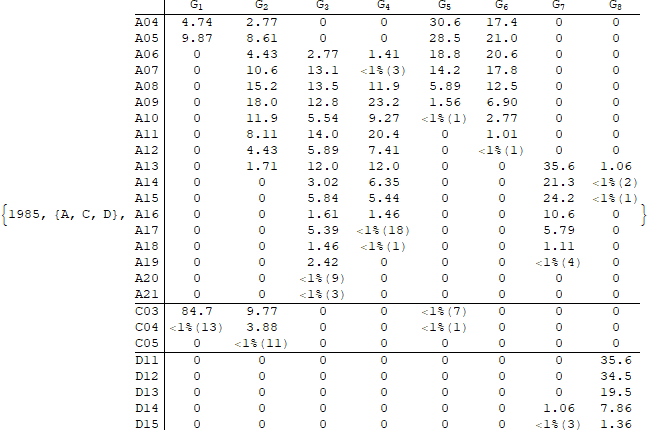 G1 G2 G3 G4 G5 G6 G7 G8
A04 4.74 2.77 0 0 30.6 17.4 0 0
A05 9.87 8.61 0 0 28.5 21.0 0 0
A06 0 4.43 2.77 1.41 18.8 20.6 0 0
A07 0 10.6 13.1 <1%(3) 14.2 17.8 0 0
A08 0 15.2 13.5 11.9 5.89 12.5 0 0
A09 0 18.0 12.8 23.2 1.56 6.90 0 0
A10 0 11.9 5.54 9.27 <1%(1) 2.77 0 0
A11 0 8.11 14.0 20.4 0 1.01 0 0
A12 0 4.43 5.89 7.41 0 <1%(1) 0 0
A13 0 1.71 12.0 12.0 0 0 35.6 1.06
A14 0 0 3.02 6.35 0 0 21.3 <1%(2)
A15 0 0 5.84 5.44 0 0 24.2 <1%(1)
{1985, {A, C, D}, A16 0 0 1.61 1.46 0 0 10.6 0 }
A17 0 0 5.39 <1%(18) 0 0 5.79 0
A18 0 0 1.46 <1%(1) 0 0 1.11 0
A19 0 0 2.42 0 0 0 <1%(4) 0
A20 0 0 <1%(9) 0 0 0 0 0
A21 0 0 <1%(3) 0 0 0 0 0
C03 84.7 9.77 0 0 <1%(7) 0 0 0
C04 <1%(13) 3.88 0 0 <1%(1) 0 0 0
C05 0 <1%(11) 0 0 0 0 0 0
D11 0 0 0 0 0 0 0 35.6
D12 0 0 0 0 0 0 0 34.5
D13 0 0 0 0 0 0 0 19.5
D14 0 0 0 0 0 0 1.06 7.86
D15 0 0 0 0 0 0 <1%(3) 1.36